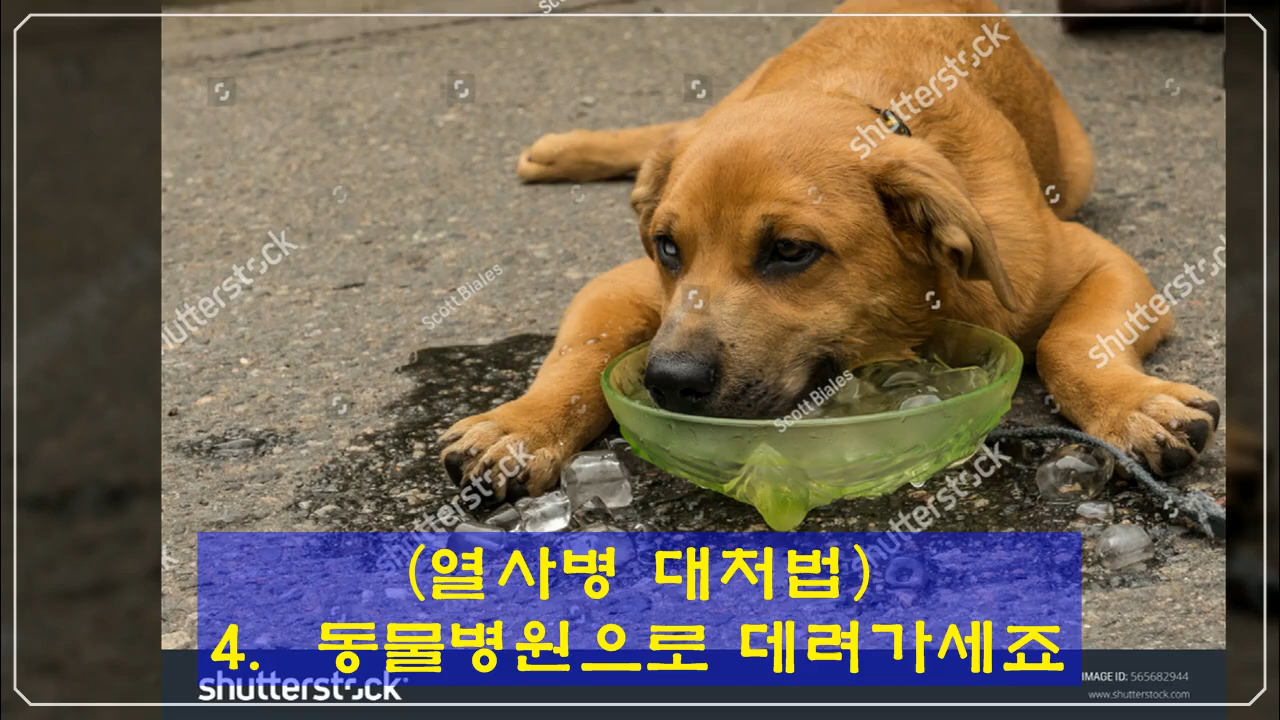 shutterstock
shutterstock
Scott Biales
shutterstock
Scott Biales
shutterstock
shutterstock
(열사병 대처법)
4. 동물병원으로 데려가세죠
shutterstock
IMAGE ID: 565682944
www.shutterstock.com